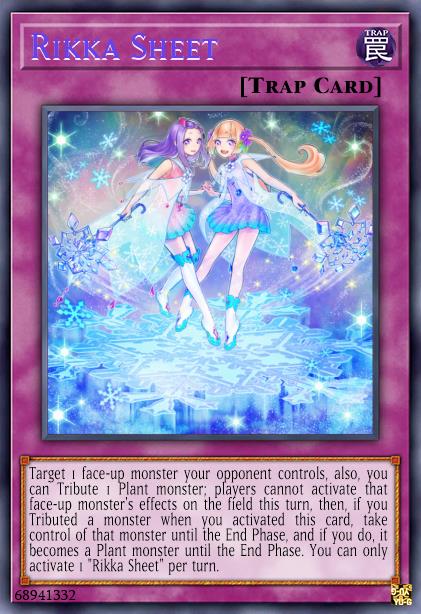 Rikka Sheet
TRAP
罠
[Trap Card]
Target 1 face-up monster your opponent controls, also, you
can Tribute 1 Plant monster; players cannot activate that
face-up monster's effects on the field this turn, then, if you
Tributed a monster when you activated this card, take
control of that monster until the End Phase, and if you do, it
becomes a Plant monster until the End Phase. You can only
activate 1 "Rikka Sheet" per turn.
68941332